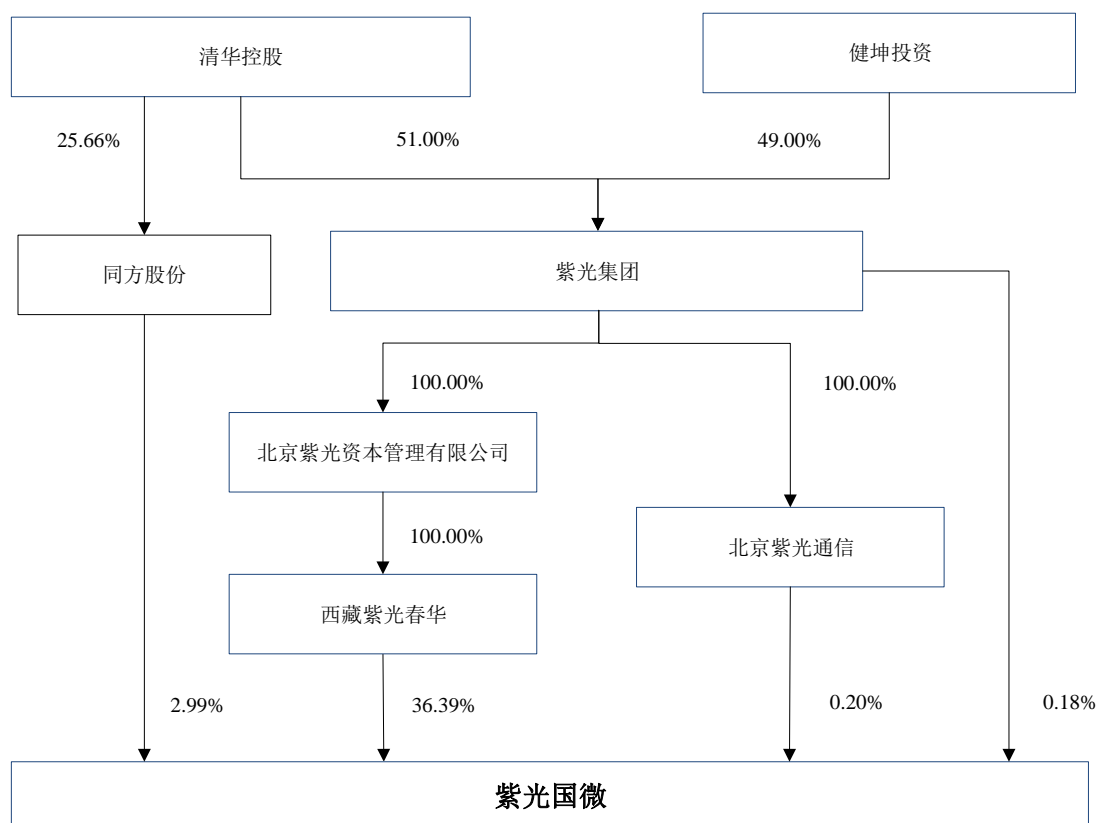 清华控股
健坤投资
25.66%
51.00%
49.00%
同方股份
紫光集团
100.00%
100.00%
北京紫光资本管理有限公司
100.00%
北京紫光通信
西藏紫光春华
2.99%
36.39%
0.20%
0.18%
紫光国微